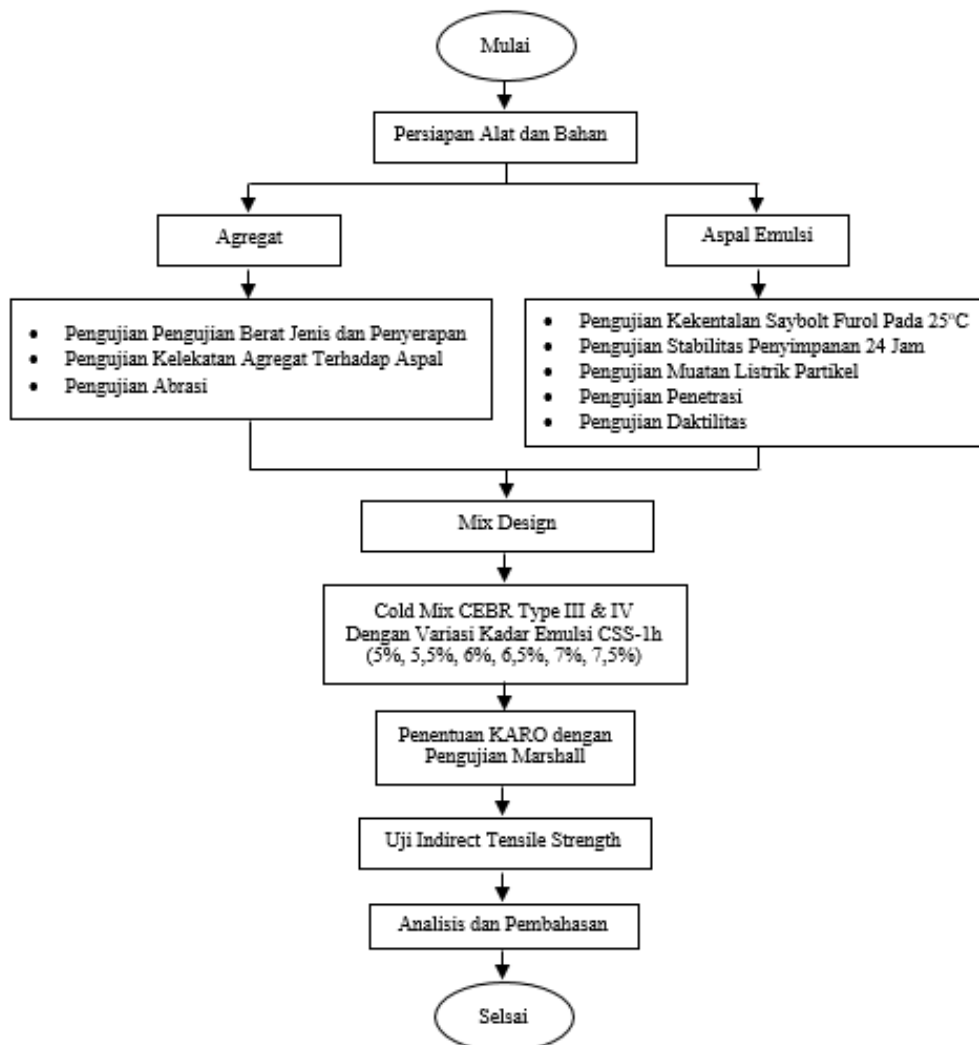 Mulai
Persiapan Alat dan Bahan
Agregat
Aspal Emulsi
• Pengujian Pengujian Berat Jenis dan Penyerapan
• Pengujian Kelekatan Agregat Terhadap Aspal
• Pengujian Abrasi
• Pengujian Kekentalan Saybolt Furol Pada 25°C
• Pengujian Stabilitas Penyimpanan 24 Jam
• Pengujian Muatan Listrik Partikel
• Pengujian Penetrasi
• Pengujian Daktilitas
Mix Design
Cold Mix CEBR Type III & IV
Dengan Variasi Kadar Emulsi CSS-1h
(5%, 5,5%, 6%, 6,5%, 7%, 7,5%)
Penentuan KARO dengan
Pengujian Marshall
Uji Indirect Tensile Strength
Analisis dan Pembahasan
Selsai